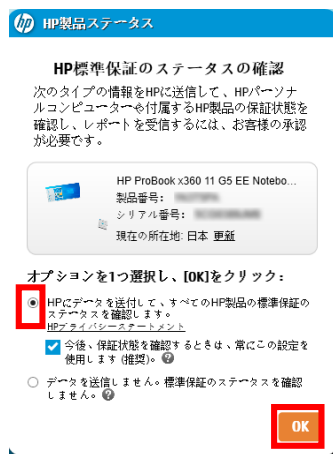 hp HP製品ステータス
HP標準保証のステータスの確認
次のタイプの情報をHPに送信して、HPパーソナ
ルコンピューターや付属するHP製品の保証状態を
確認し、レポートを受信するには、お客様の承認
が必要です。
HP ProBook x360 11 G5 EE Notebo...
製品番号:
シリアル番号:
現在の所在地: 日本 更新
オプションを1つ選択し、[OK]をクリック:
HPにデータを送付して、すべてのHP製品の標準保証の
ステータスを確認します。
HPプライバシーステートメント
今後、保証状態を確認するときは、常にこの設定を
使用します (推奨)。 ?
データを送信しません。標準保証のステータスを確認
しません。 ?
OK